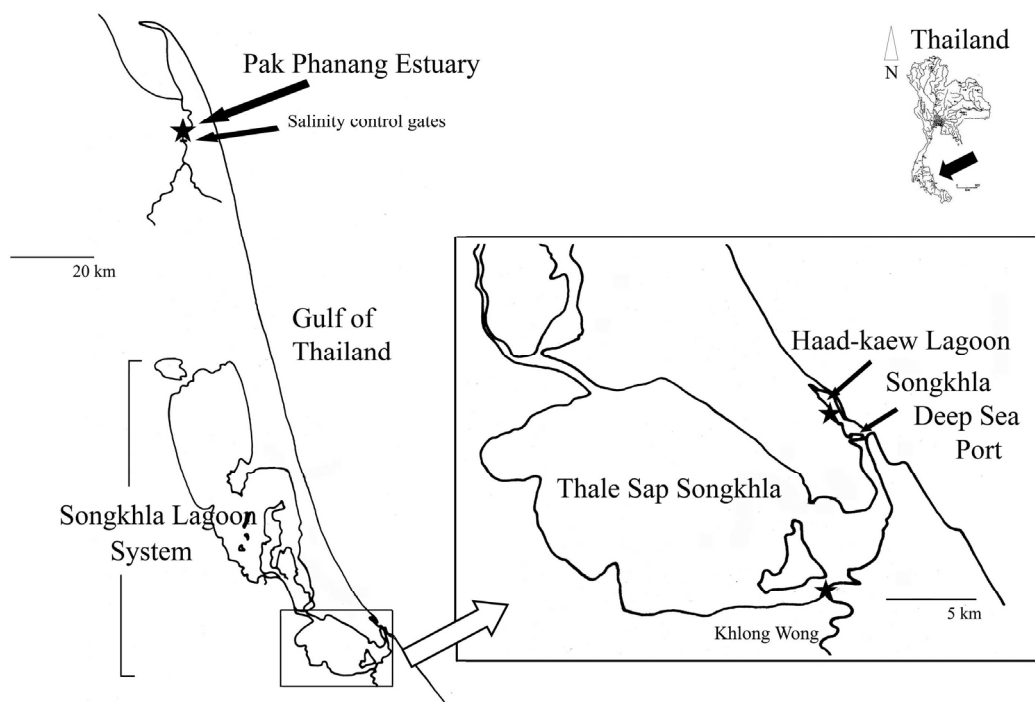 Pak Phanang Estuary
Salinity control gates
Thailand
N
20 km
Gulf of
Thailand
Songkhla Lagoon
System
Haad-kaew Lagoon
Songkhla
Deep Sea
Port
Thale Sap Songkhla
5 km
Khlong Wong